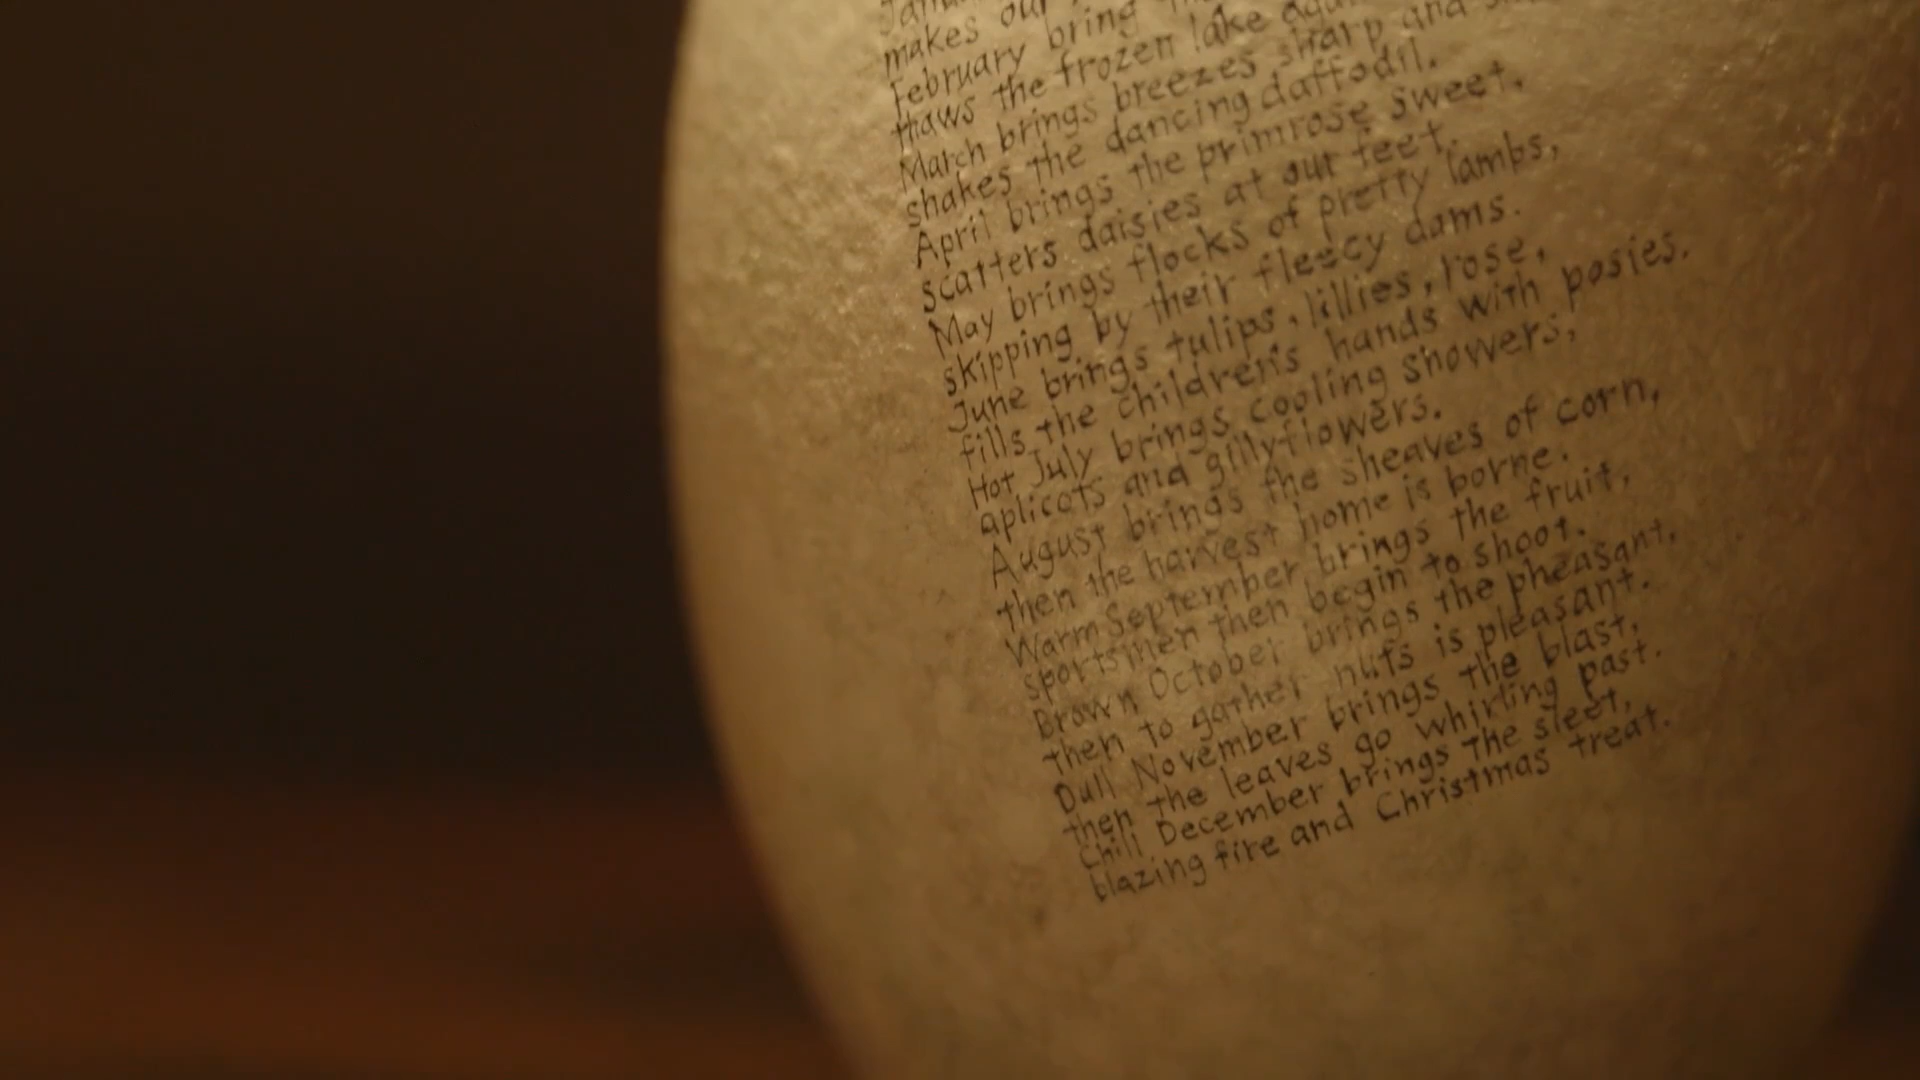 makes our
February bring
thaws the frozen lake
March brings breezes sharp and
shakes the dancing daffodil.
April brings the primrose sweet,
scatters daisies at our feet.
May brings flocks of pretty lambs,
skipping by their fleecy dams.
June brings tulips, lillies, rose,
fills the children's hands with posies.
Hot July brings cooling showers,
aplicots and gillyflowers.
August brings the sheaves of corn,
then the harvest home is borne.
Warm September brings the fruit,
sportsmen then begin to shoot.
Brown October brings the pheasant,
then to gather nuts is pleasant.
Dull November brings the blast,
then the leaves go whirling past.
Chill December brings the sleet,
blazing fire and Christmas treat.